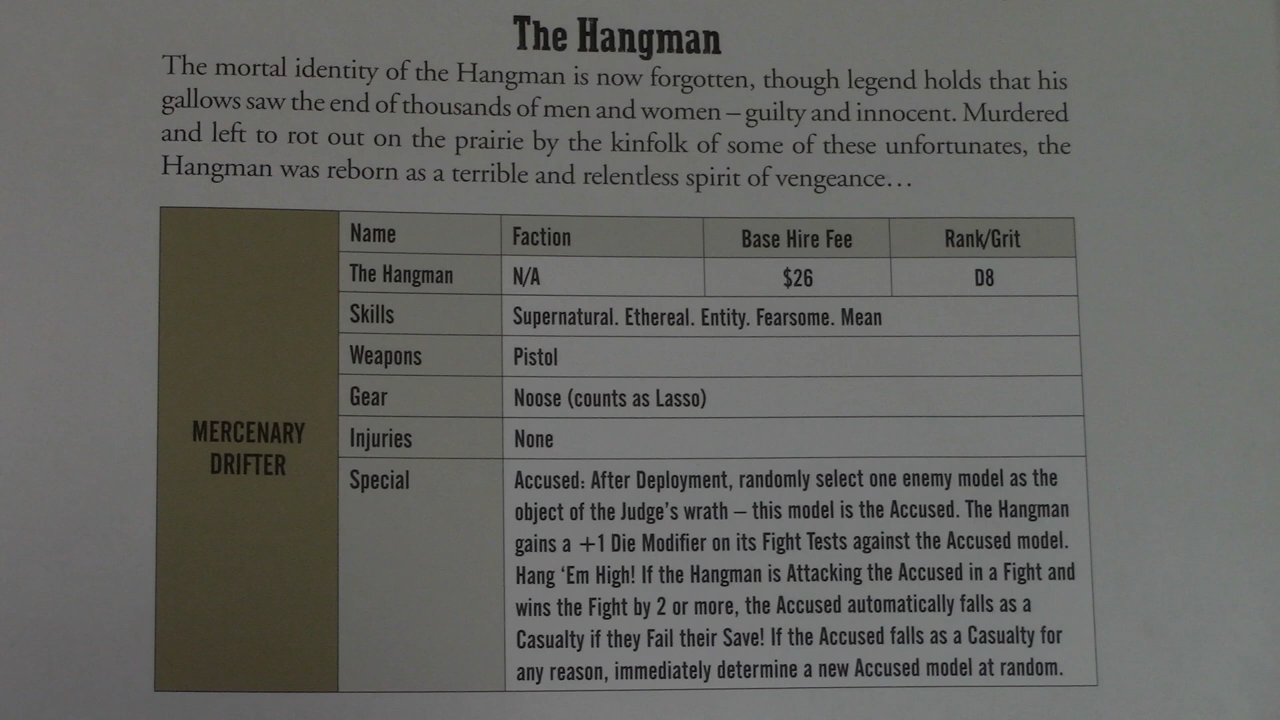 The Hangman
The mortal identity of the Hangman is now forgotten, though legend holds that his
gallows saw the end of thousands of men and women – guilty and innocent. Murdered
and left to rot out on the prairie by the kinfolk of some of these unfortunates, the
Hangman was reborn as a terrible and relentless spirit of vengeance…
MERCENARY
DRIFTER
Name Faction Base Hire Fee Rank/Grit
The Hangman N/A $26 D8
Skills Supernatural. Ethereal. Entity. Fearsome. Mean
Weapons Pistol
Gear Noose (counts as Lasso)
Injuries None
Special Accused: After Deployment, randomly select one enemy model as the
object of the Judge's wrath – this model is the Accused. The Hangman
gains a +1 Die Modifier on its Fight Tests against the Accused model.
Hang 'Em High! If the Hangman is Attacking the Accused in a Fight and
wins the Fight by 2 or more, the Accused automatically falls as a
Casualty if they Fail their Save! If the Accused falls as a Casualty for
any reason, immediately determine a new Accused model at random.